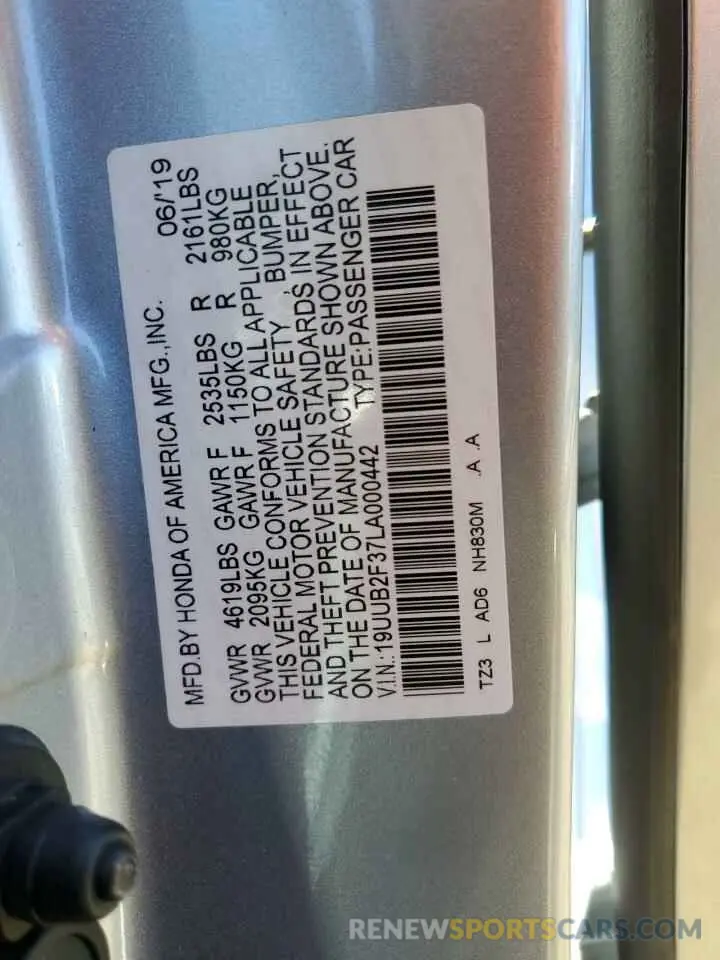 MFD.BY HONDA OF AMERICA MFG.,INC. 06/'19
GVWR 4619LBS GAWR F 2535LBS R 2161LBS
GVWR 2095KG GAWR F 1150KG R 980KG
THIS VEHICLE CONFORMS TO ALL APPLICABLE
FEDERAL MOTOR VEHICLE SAFETY, BUMPER,
AND THEFT PREVENTION STANDARDS IN EFFECT
ON THE DATE OF MANUFACTURE SHOWN ABOVE.
V.I.N.:19UUB2F37LA000442 TYPE:PASSENGER CAR
TZ3 L AD6 NH830M .A .A
RENEWSPORTSCARS.COM